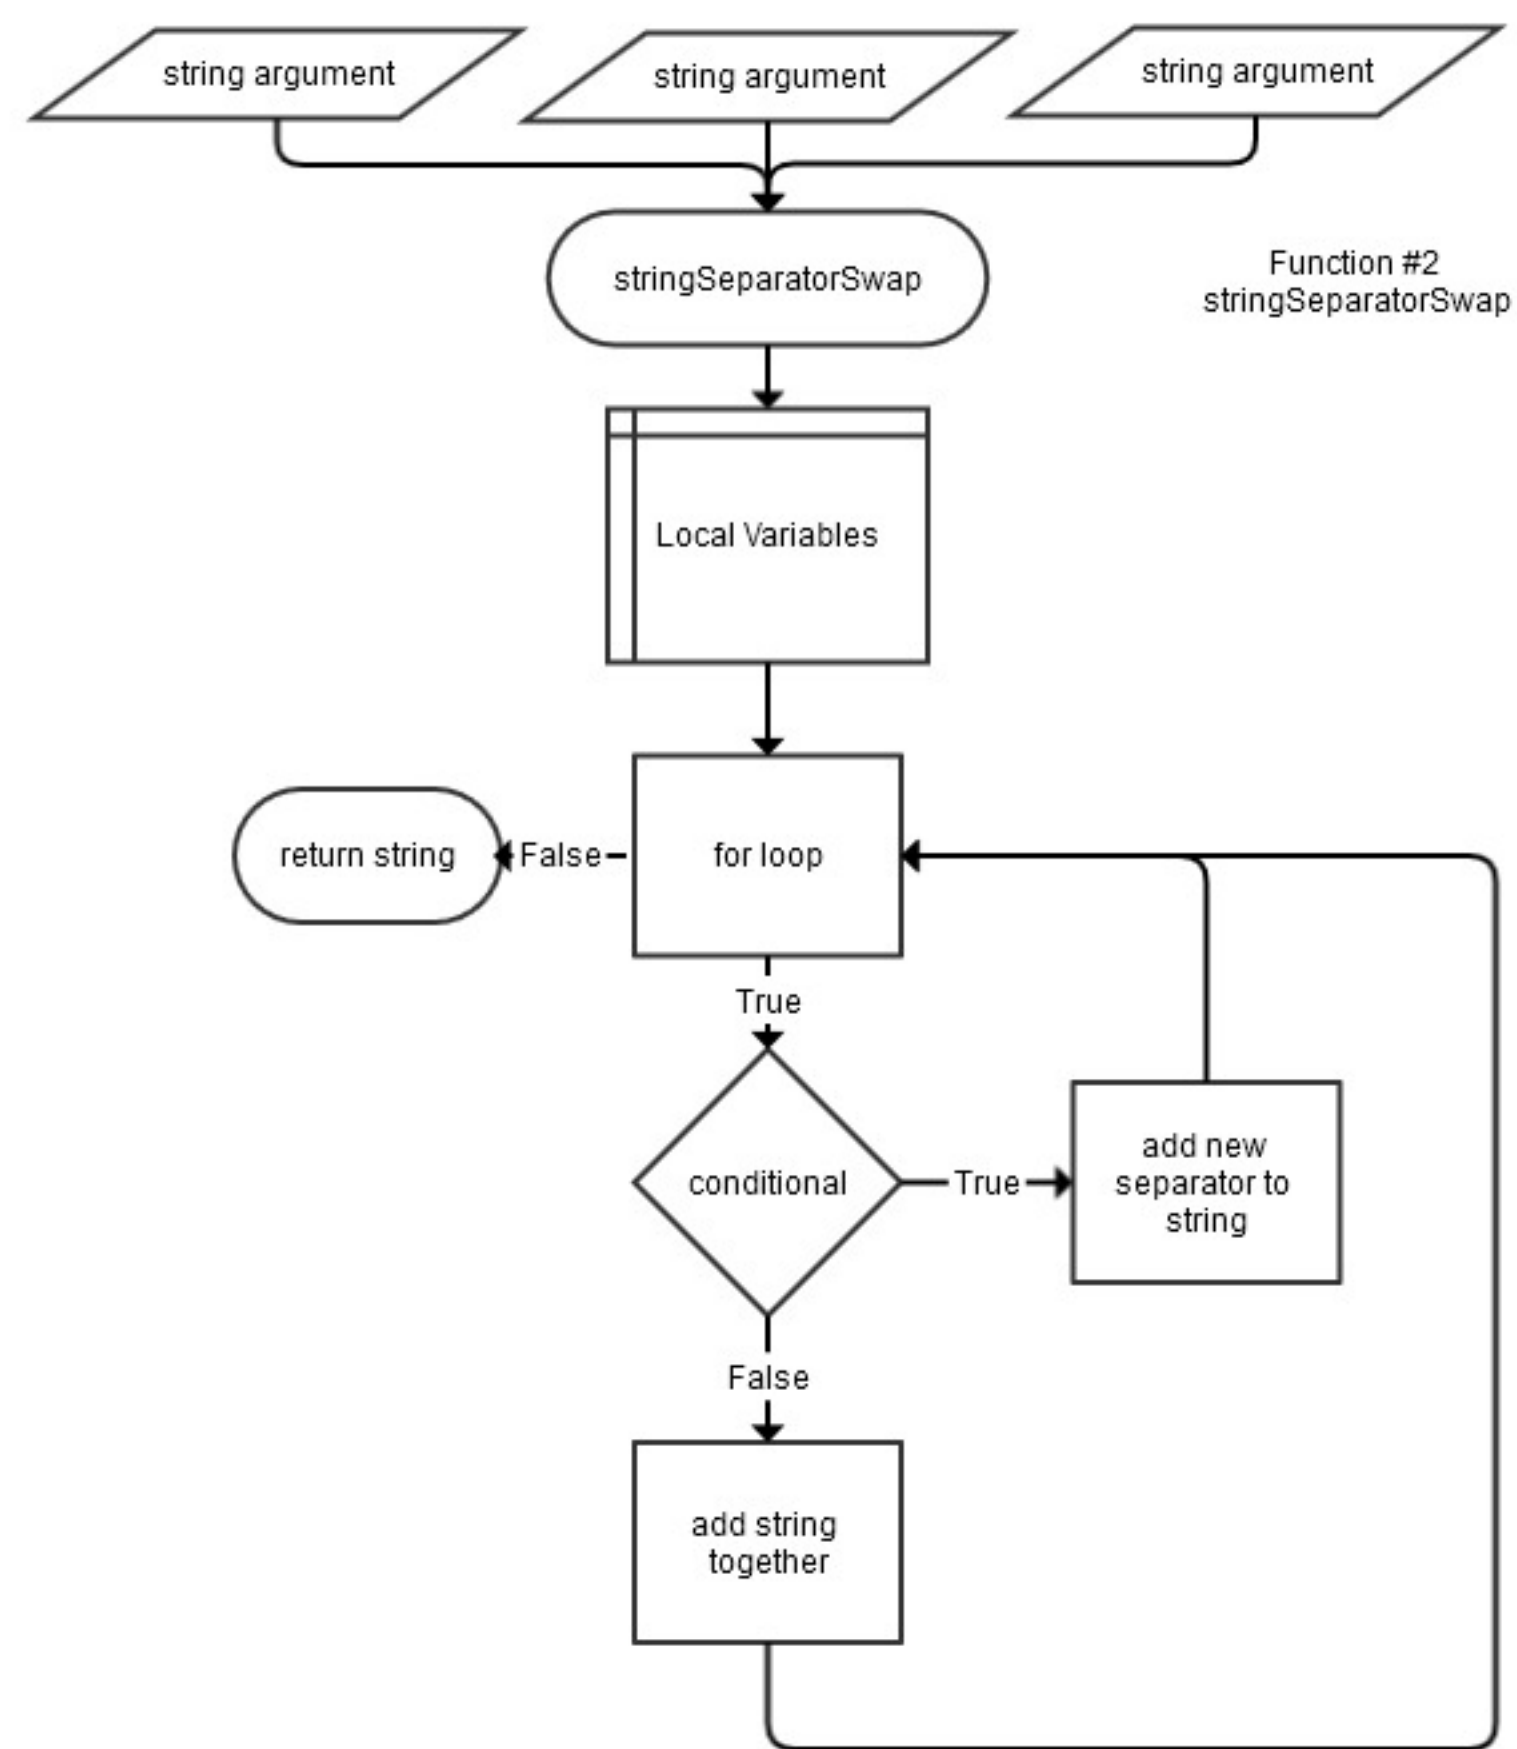 string argument
string argument
string argument
stringSeparatorSwap
Function #2
stringSeparatorSwap
Local Variables
return string
False
for loop
True
conditional
True
add new
separator to
string
False
add string
together